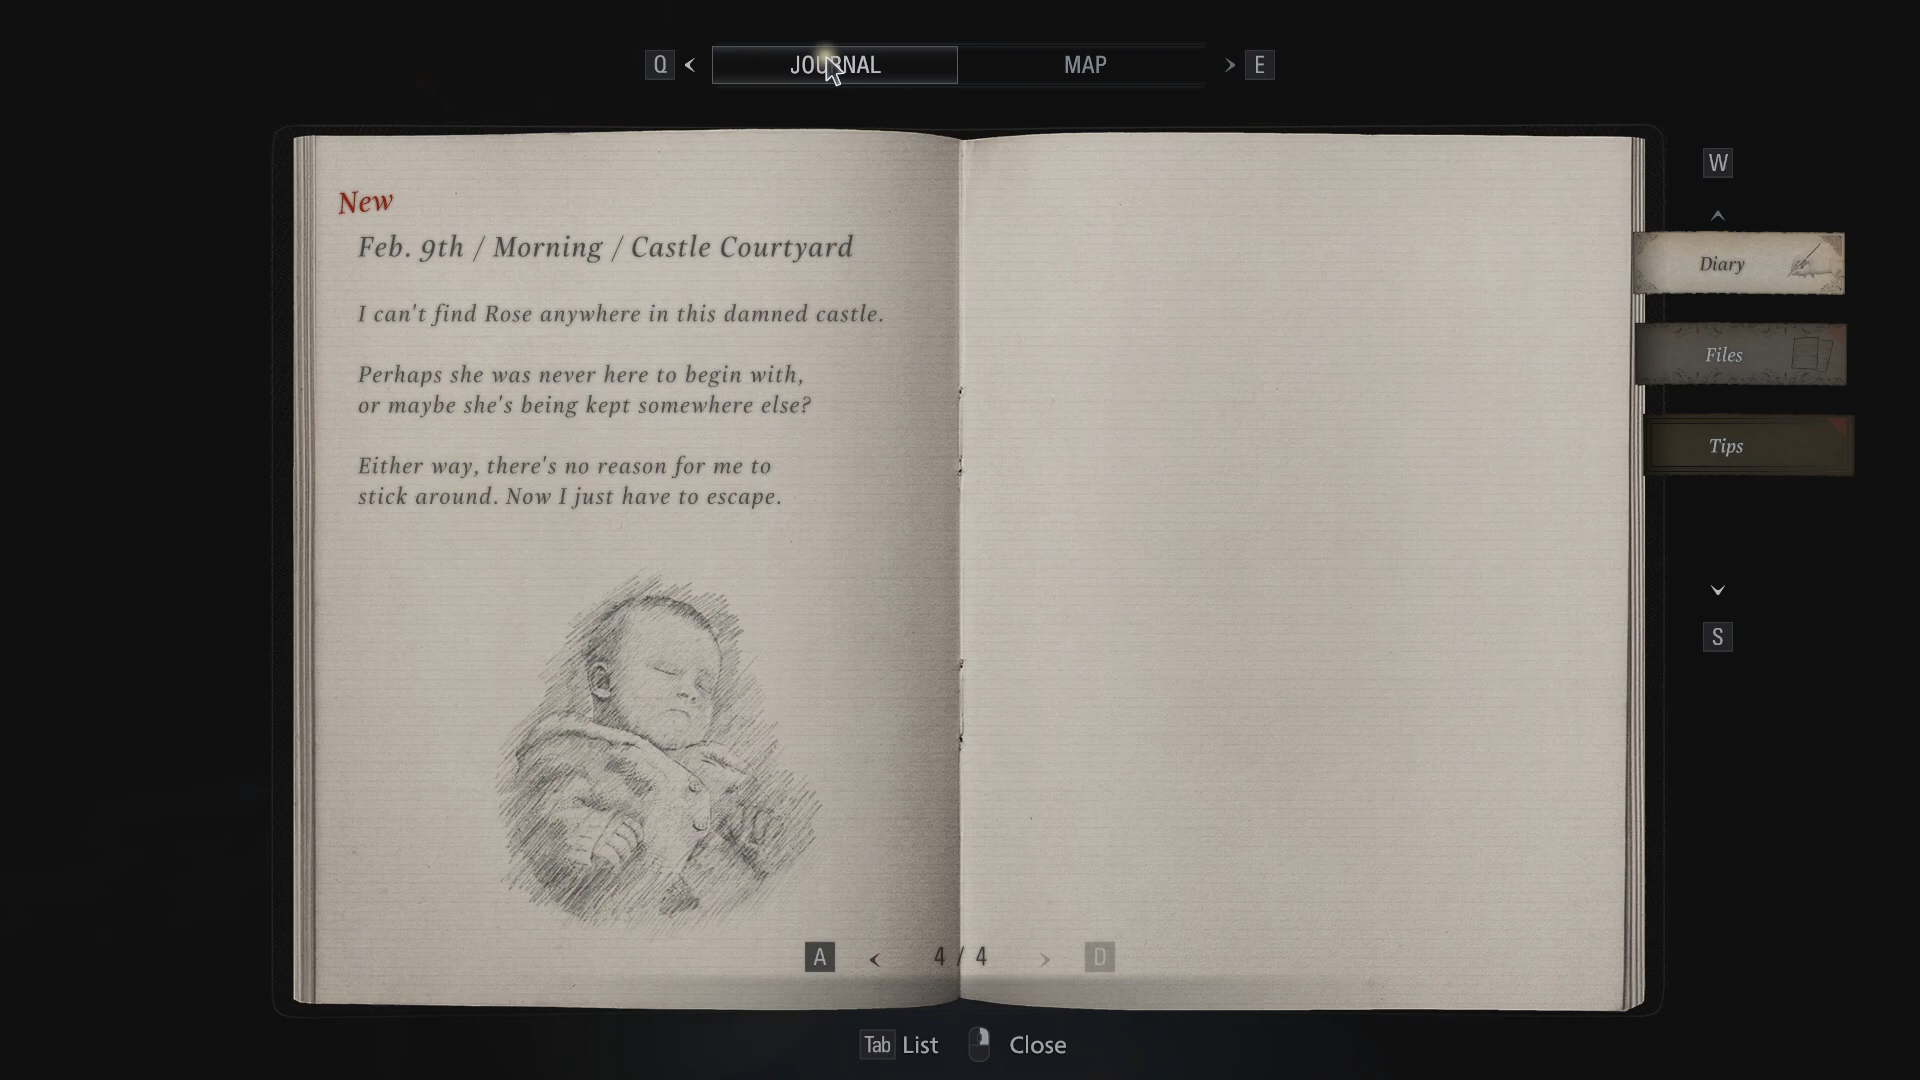 Q JOURNAL MAP E
New
Feb. 9th / Morning / Castle Courtyard
I can't find Rose anywhere in this damned castle.
Perhaps she was never here to begin with,
or maybe she's being kept somewhere else?
Either way, there's no reason for me to
stick around. Now I just have to escape.
A < 4 / 4 > D
W
Diary
Files
Tips
S
Tab List Close